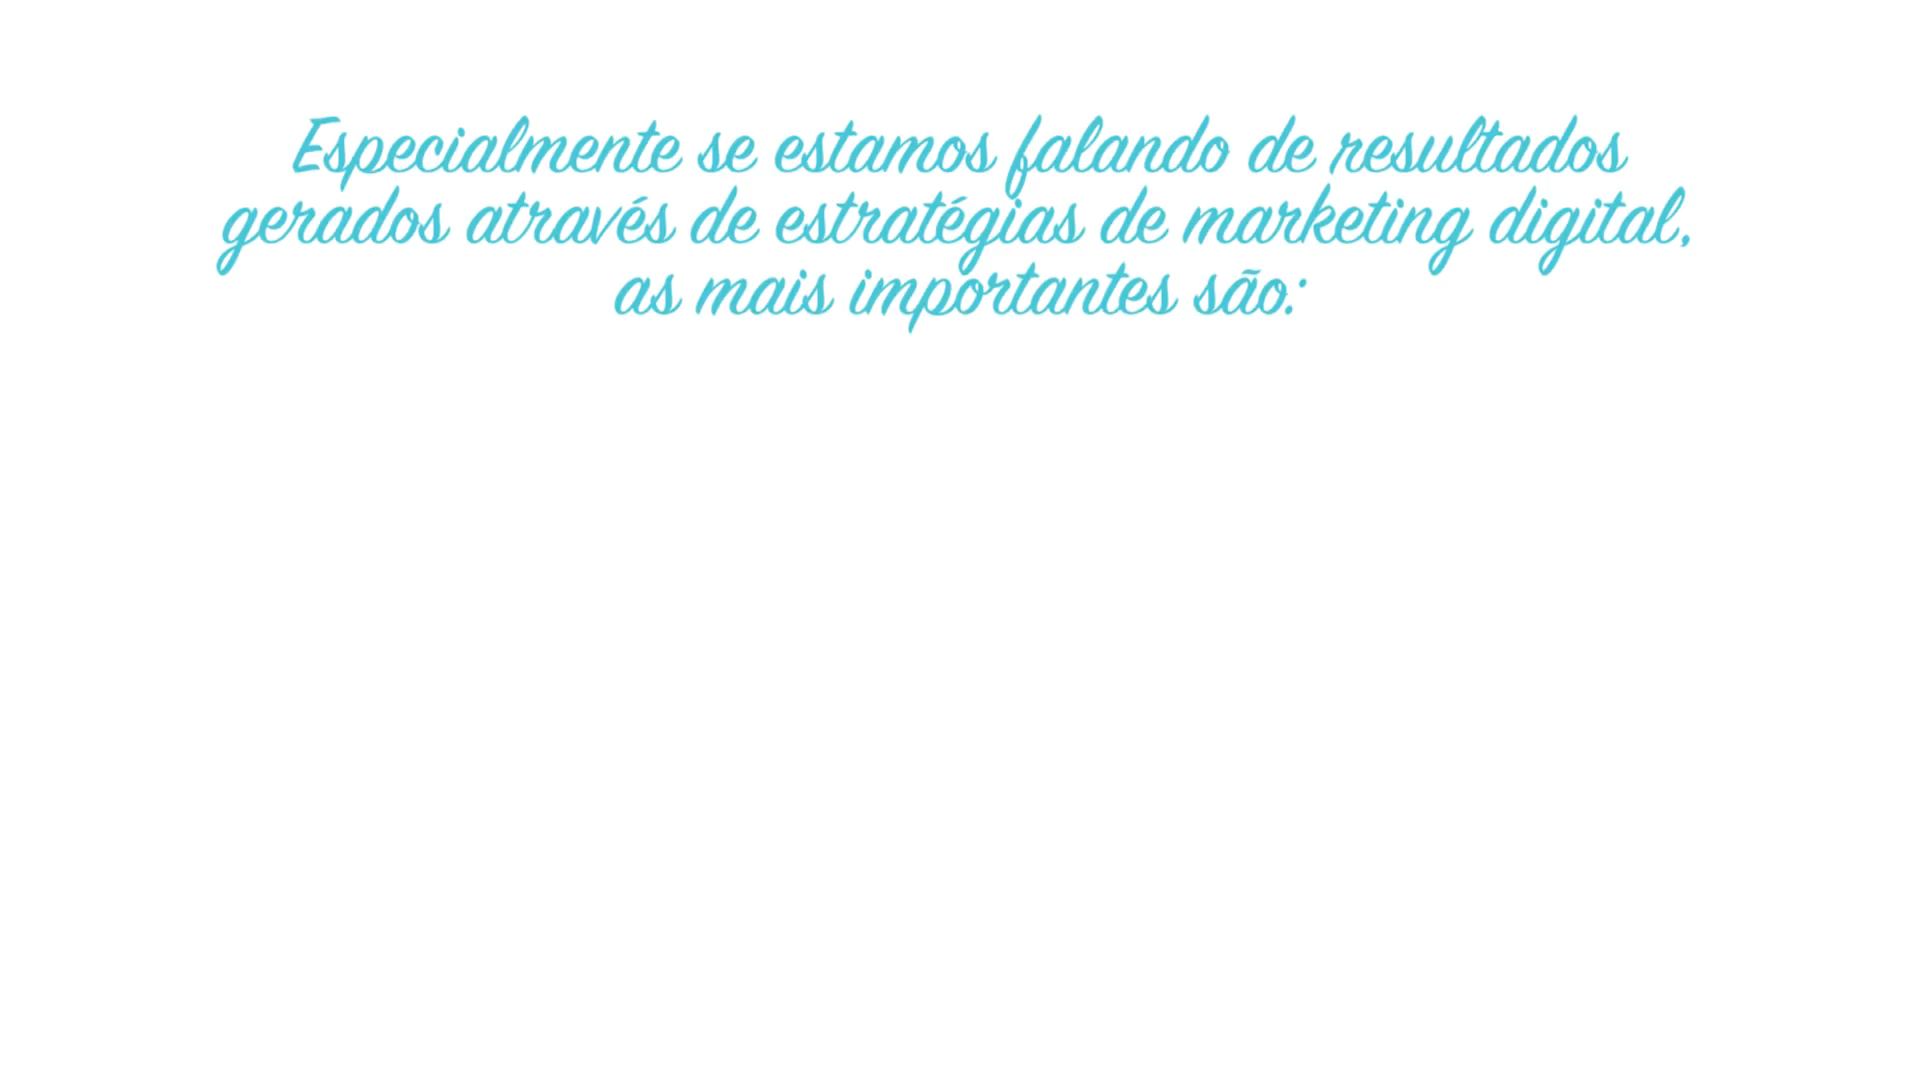 Especialmente se estamos falando de resultados
gerados através de estratégias de marketing digital,
as mais importantes são: